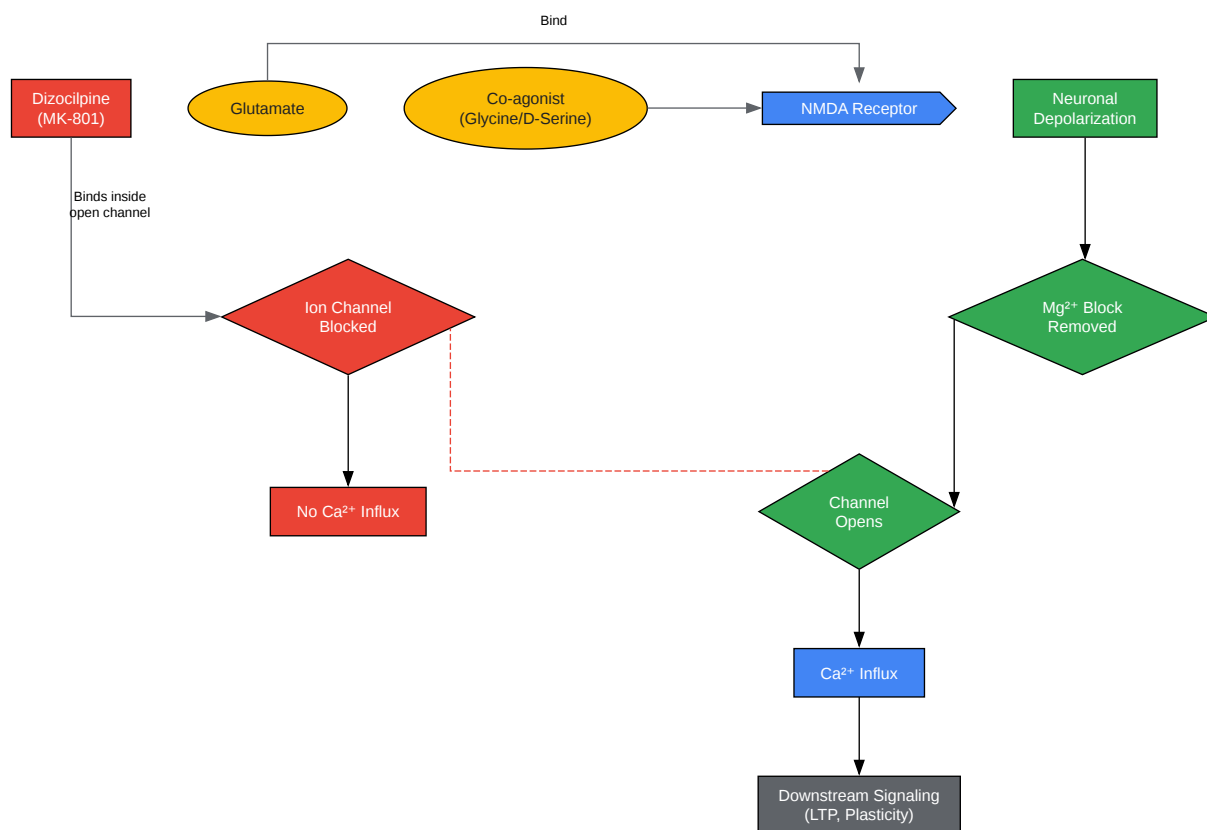 Bind
Dizocilpine
(MK-801)
Glutamate
Co-agonist
(Glycine/D-Serine)
NMDA Receptor
Neuronal
Depolarization
Binds inside
open channel
Ion Channel
Blocked
Mg²⁺ Block
Removed
No Ca²⁺ Influx
Channel
Opens
Ca²⁺ Influx
Downstream Signaling
(LTP, Plasticity)